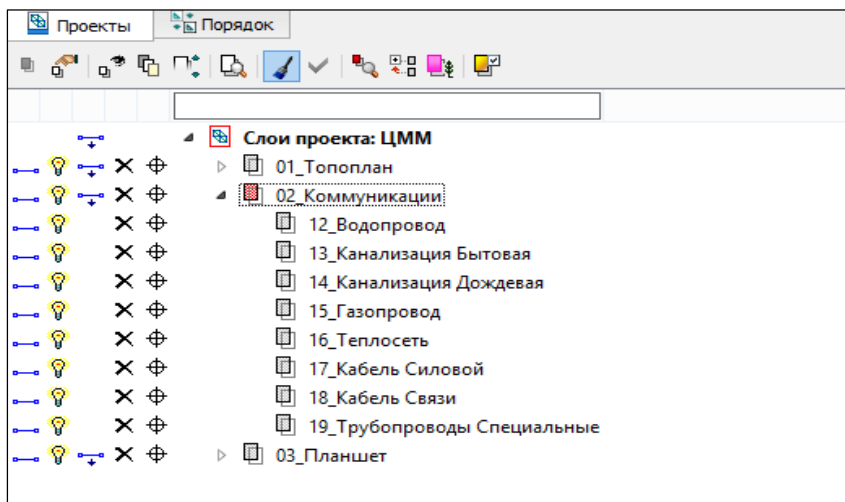 Проекты Порядок
Слои проекта: ЦММ
01_Топоплан
02_Коммуникации
12_Водопровод
13_Канализация Бытовая
14_Канализация Дождевая
15_Газопровод
16_Теплосеть
17_Кабель Силовой
18_Кабель Связи
19_Трубопроводы Специальные
03_Планшет